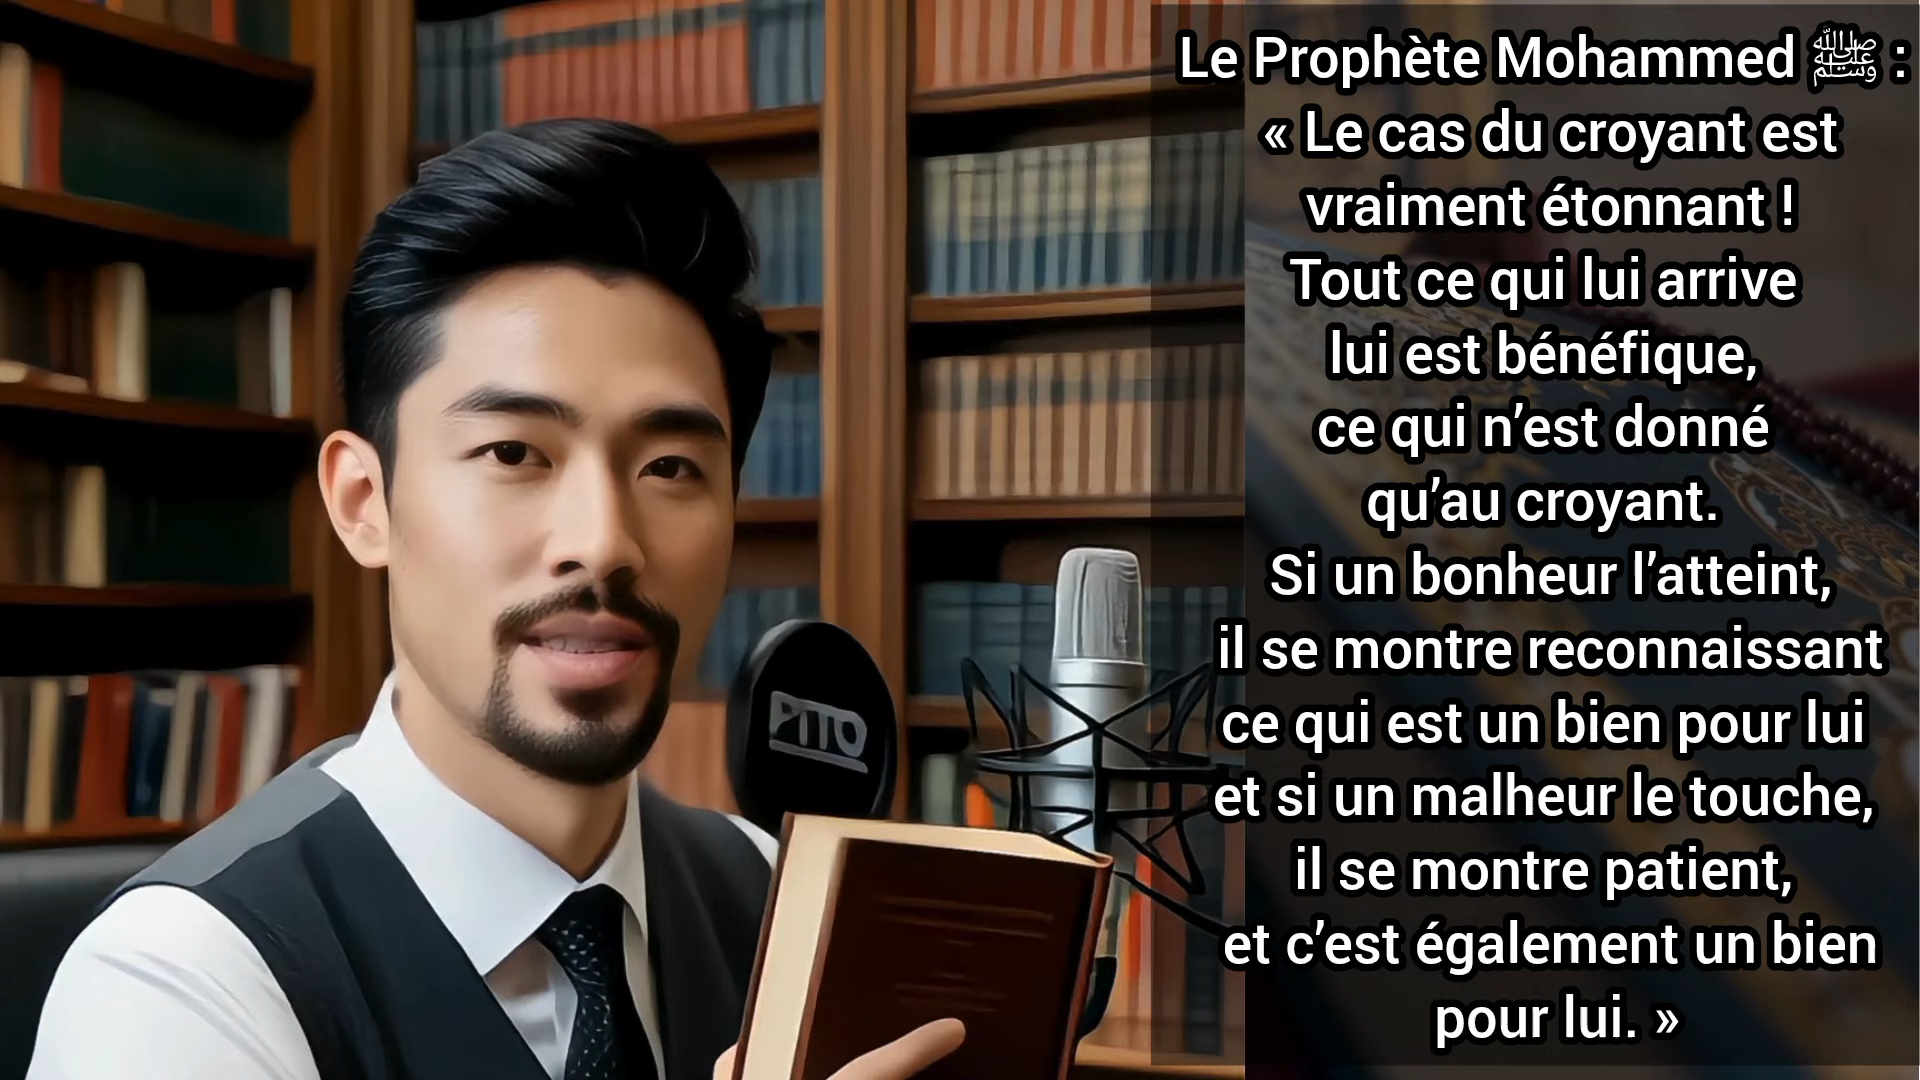 Le Prophète Mohammed ﷺ :
« Le cas du croyant est
vraiment étonnant !
Tout ce qui lui arrive
lui est bénéfique,
ce qui n’est donné
qu’au croyant.
Si un bonheur l’atteint,
il se montre reconnaissant
ce qui est un bien pour lui
et si un malheur le touche,
il se montre patient,
et c’est également un bien
pour lui. »
PITO